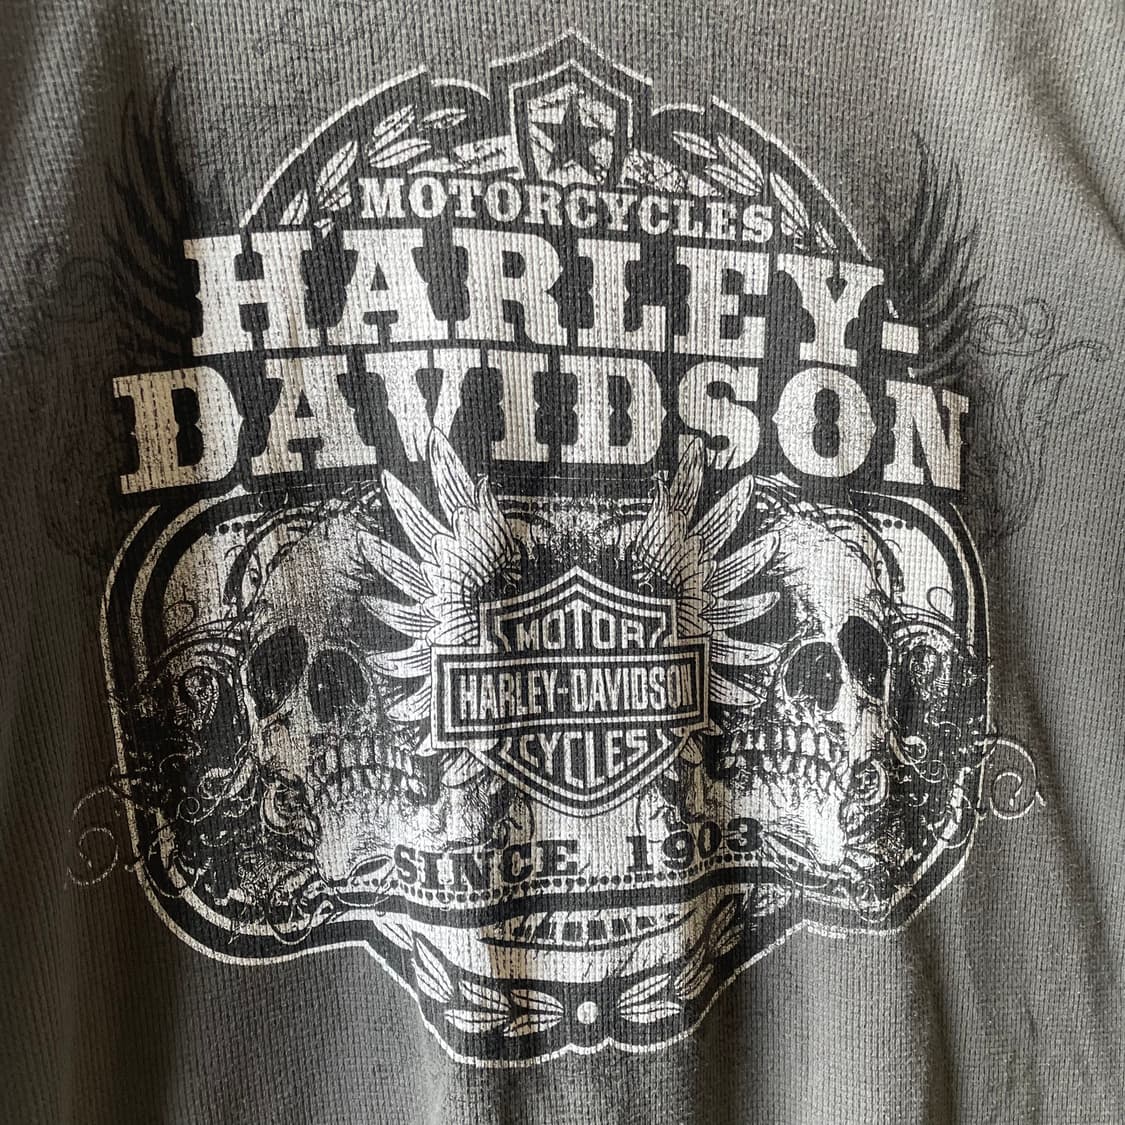 MOTORCYCLES
HARLEY-
DAVIDSON
MOTOR
HARLEY-DAVIDSON
CYCLES
SINCE 1903